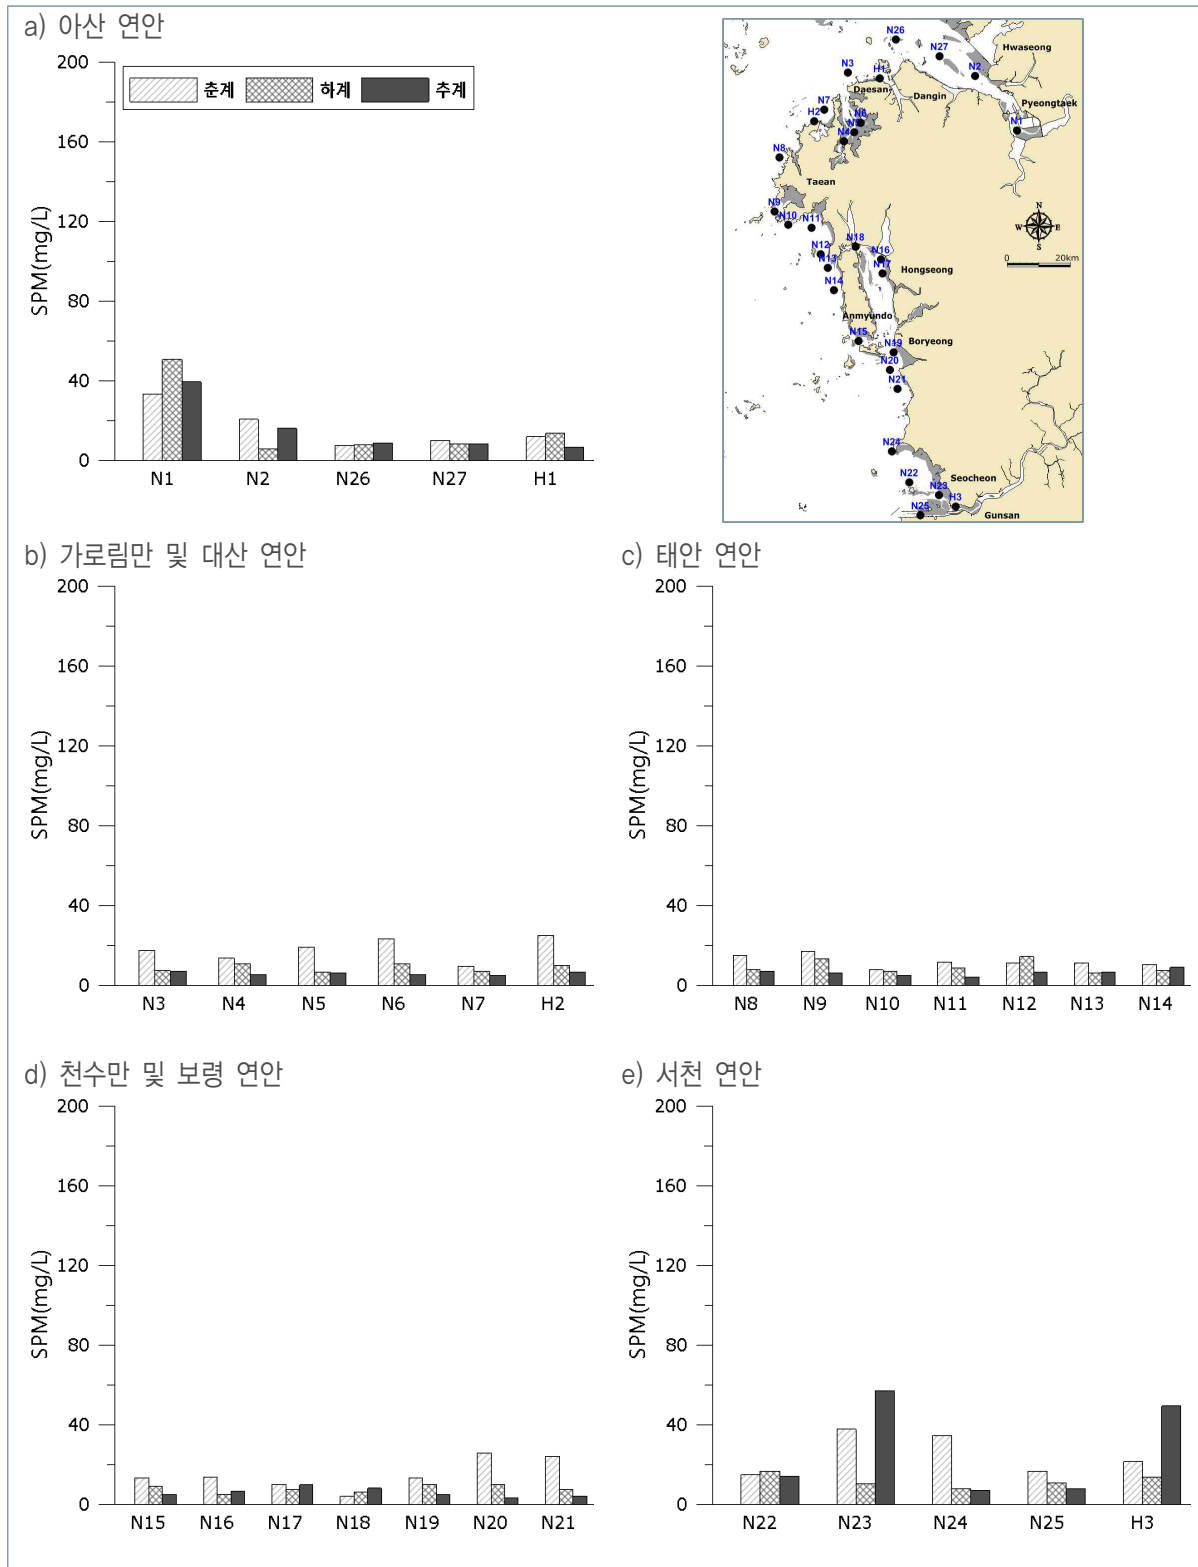 a) 아산 연안
200
160
120
80
40
0
SPM(mg/L)
춘계 하계 추계
N1 N2 N26 N27 H1
N26
N27
Hwaseong
N3
H1
N2
Daesan
Dangin
N7
H2
N6
N5
N4
Pyeongtaek
N1
N8
Taean
N9
N10
N11
N
W E
S
N18
N12
N13
N16
N17
0 20km
Hongseong
N14
Anmyundo
N15
Boryeong
N19
N20
N21
N24
N22
Seocheon
N23
H3
N25
Gunsan
b) 가로림만 및 대산 연안
200
160
120
80
40
0
SPM(mg/L)
N3 N4 N5 N6 N7 H2
c) 태안 연안
200
160
120
80
40
0
SPM(mg/L)
N8 N9 N10 N11 N12 N13 N14
d) 천수만 및 보령 연안
200
160
120
80
40
0
SPM(mg/L)
N15 N16 N17 N18 N19 N20 N21
e) 서천 연안
200
160
120
80
40
0
SPM(mg/L)
N22 N23 N24 N25 H3